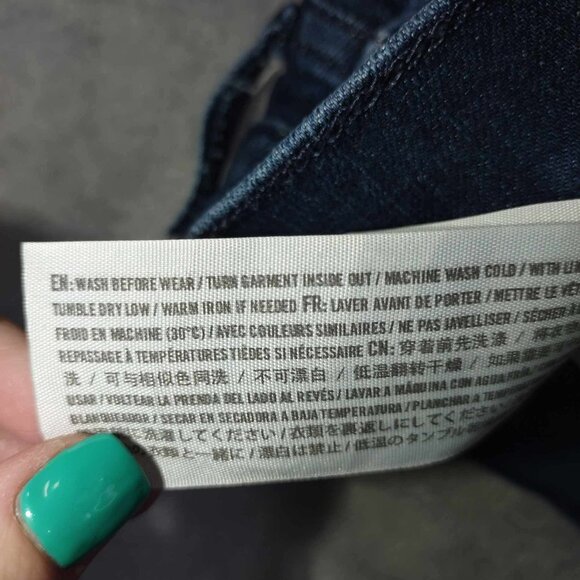 EN: WASH BEFORE WEAR / TURN GARMENT INSIDE OUT / MACHINE WASH COLD / WITH
TUMBLE DRY LOW / WARM IRON IF NEEDED FR: LAVER AVANT DE PORTER / METTRE LE
FROID EN MACHINE (30°C) / AVEC COULEURS SIMILAIRES / NE PAS JAVELLISER /
REPASSAGE À TEMPÉRATURES TIÈDES SI NÉCESSAIRE CN: 穿着前先洗涤 /
洗 / 可与相似色同洗 / 不可漂白 / 低温翻转干燥 / 如果需
USAR / VOLTEAR LA PRENDA DEL LADO AL REVÉS / LAVAR A MÁQUINA CON AGUA
BLANQUEADOR / SECAR EN SECADORA A BAJA TEMPERATURA / PLANCHAR A
に洗濯してください / 衣類を裏返しにしてください
衣類と一緒に / 漂白は禁止 / 低温のタンブル